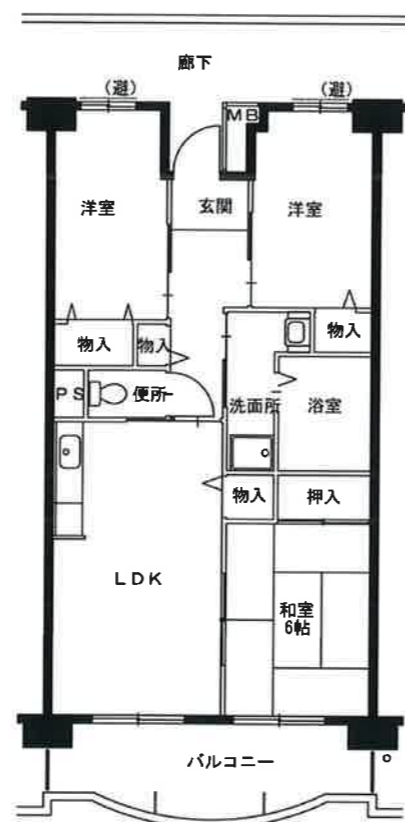 廊下
(避)
(避)
MB
洋室
玄関
洋室
物入
物入
物入
PS
便所
洗面所
浴室
物入
押入
LDK
和室
6帖
バルコニー